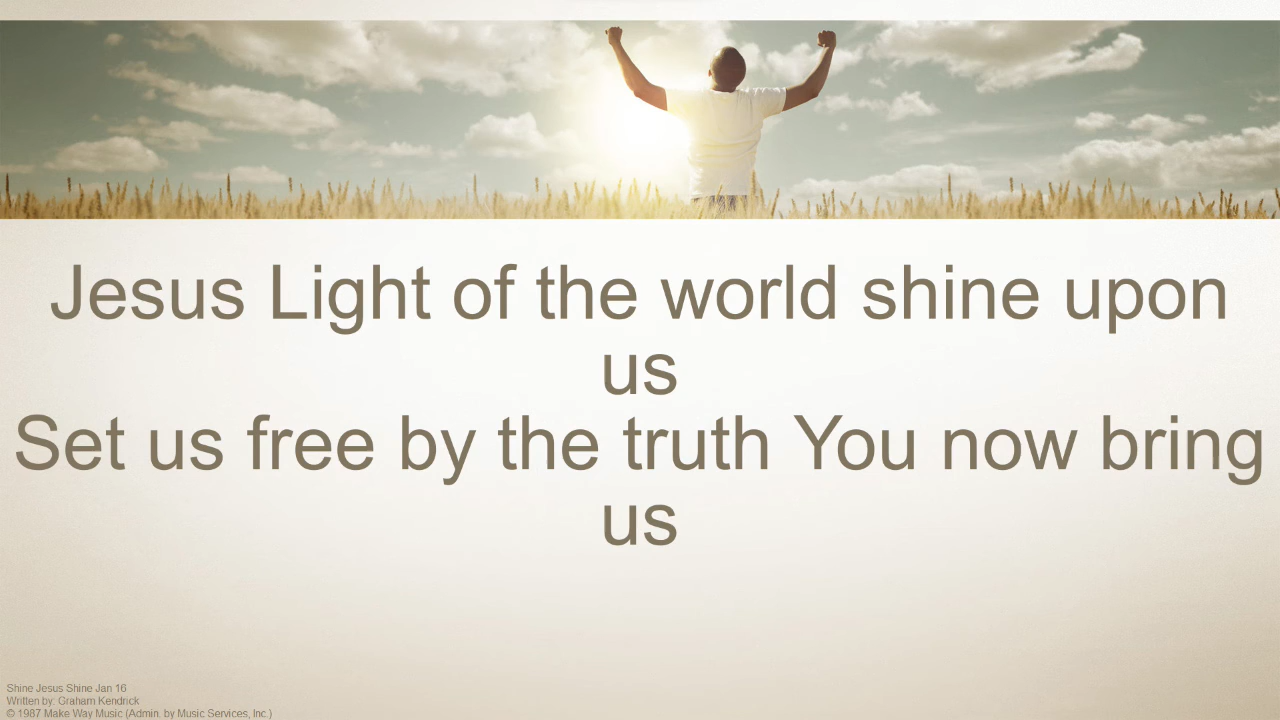 Jesus Light of the world shine upon
us
Set us free by the truth You now bring
us
Shine Jesus Shine Jan 16
Written by: Graham Kendrick
© 1987 Make Way Music (Admin. by Music Services, Inc.)